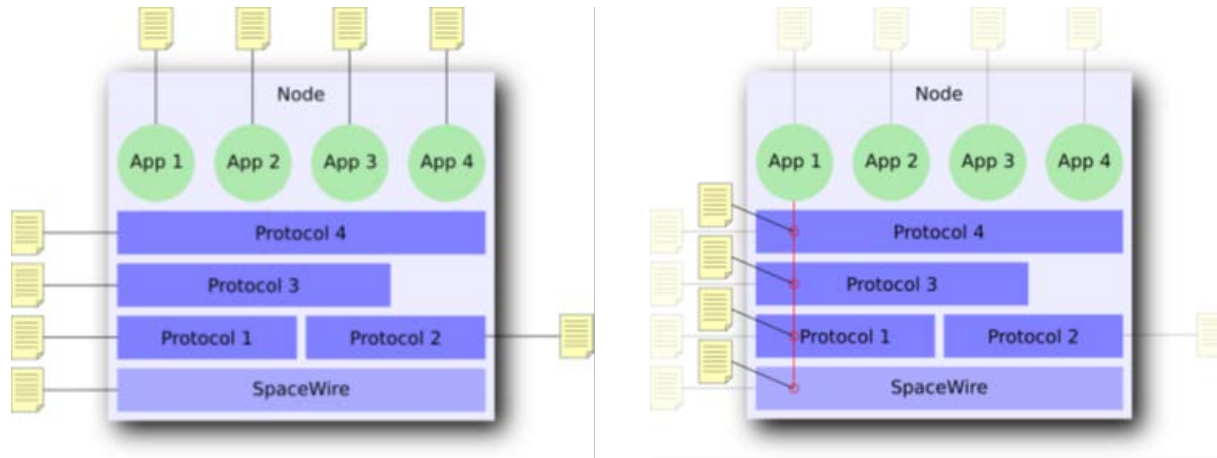 Node
App 1 App 2 App 3 App 4
Protocol 4
Protocol 3
Protocol 1 Protocol 2
SpaceWire
Node
App 1 App 2 App 3 App 4
Protocol 4
Protocol 3
Protocol 1 Protocol 2
SpaceWire